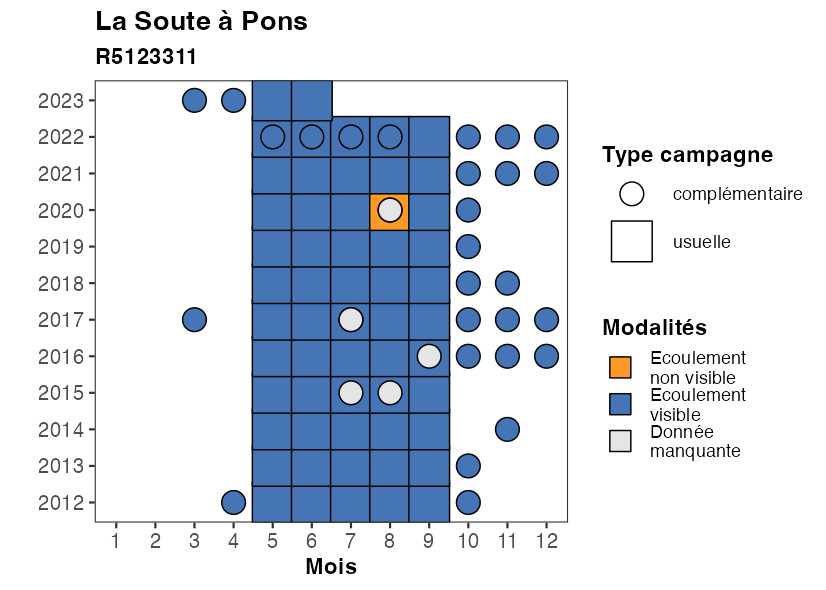 La Soute à Pons
R5123311
2023
2022
2021
2020
2019
2018
2017
2016
2015
2014
2013
2012
1 2 3 4 5 6 7 8 9 10 11 12
Mois
Type campagne
complémentaire
usuelle
Modalités
Ecoulement
non visible
Ecoulement
visible
Donnée
manquante